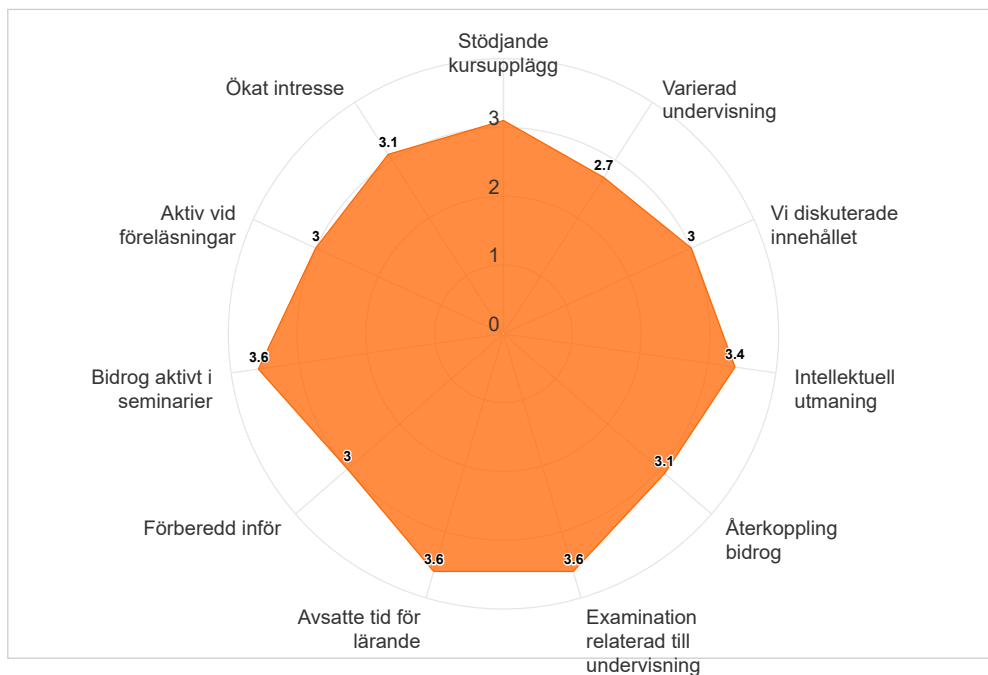 Stödjande
kursupplägg
Varierad
undervisning
Vi diskuterade
innehållet
Intellektuell
utmaning
Återkoppling
bidrog
Examination
relaterad till
undervisning
Avsatte tid för
lärande
Förberedd inför
Bidrog aktivt i
seminarier
Aktiv vid
föreläsningar
Ökat intresse
3
2
1
0
2.7
3
3.4
3.1
3.6
3.6
3
3.6
3
3.1